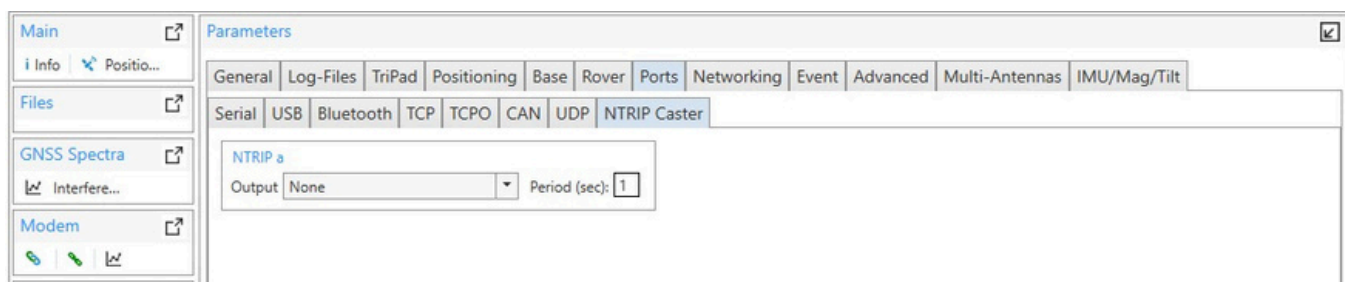 Main
i Info Positio...
Files
GNSS Spectra
Interfere...
Modem
Parameters
General Log-Files TriPad Positioning Base Rover Ports Networking Event Advanced Multi-Antennas IMU/Mag/Tilt
Serial USB Bluetooth TCP TCPO CAN UDP NTRIP Caster
NTRIP a
Output None Period (sec): 1